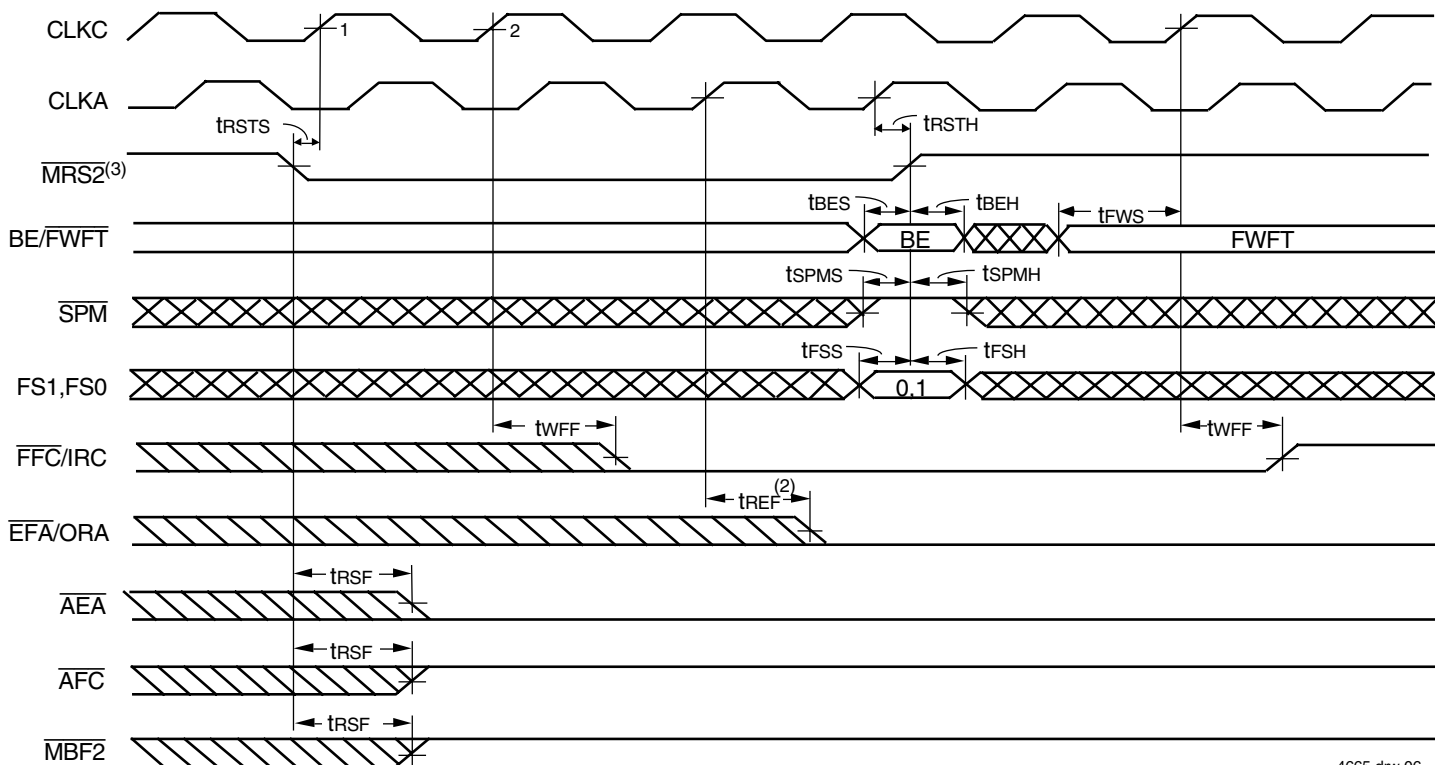 CLKC
1
2
CLKA
tRSTS
tRSTH
MRS2(3)
tBES
tBEH
tFWS
BE/FWFT
BE
FWFT
tSPMS
tSPMH
SPM
tFSS
tFSH
FS1,FS0
0,1
tWFF
tWFF
FFC/IRC
tREF(2)
EFA/ORA
tRSF
AEA
tRSF
AFC
tRSF
MBF2